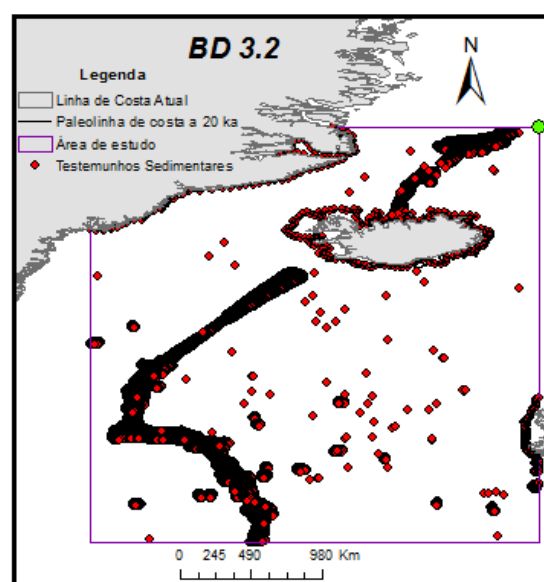 BD 3.2
N
Legenda
Linha de Costa Atual
Paleolinha de costa a 20 ka
Área de estudo
Testemunhos Sedimentares
0 245 490 980 Km